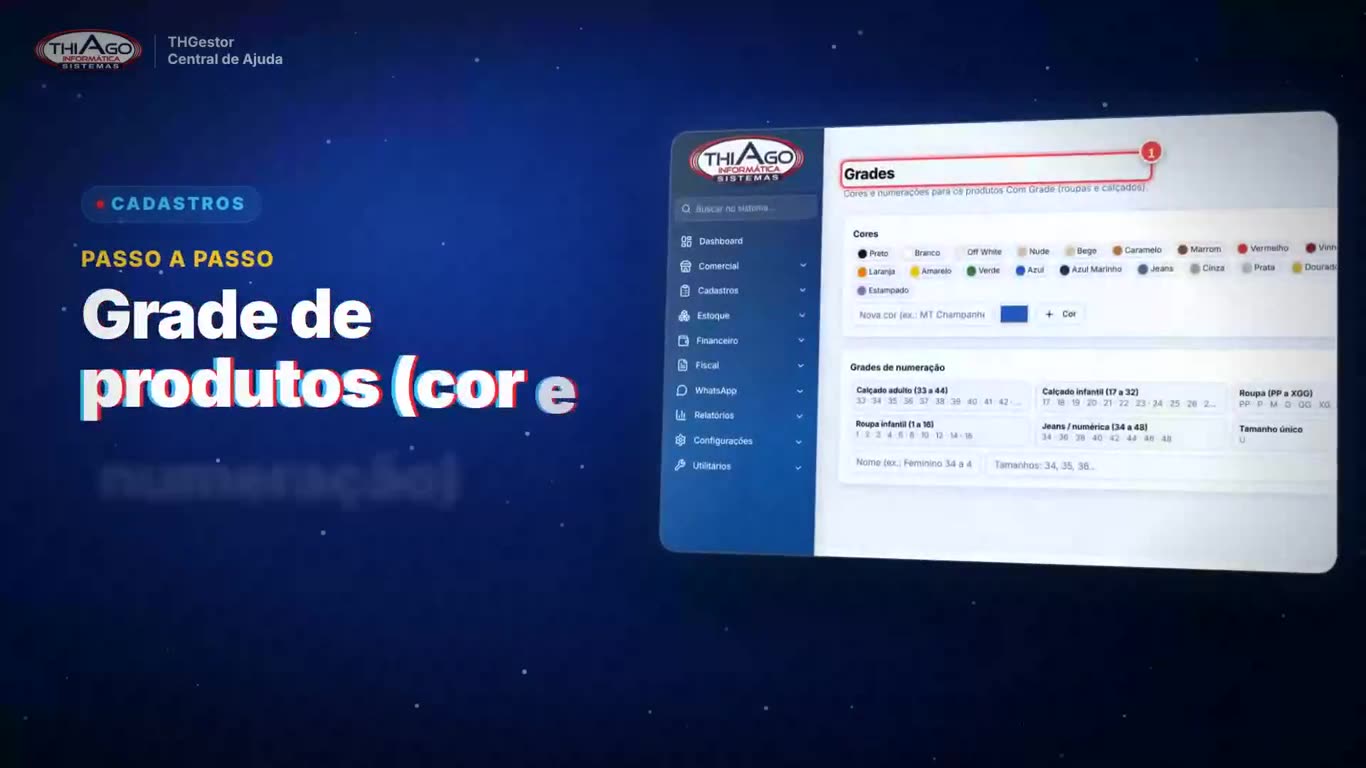 THIAGO
INFORMÁTICA
SISTEMAS
THGestor
Central de Ajuda
CADASTROS
PASSO A PASSO
Grade de
produtos (cor e
numeração)
THIAGO
INFORMÁTICA
SISTEMAS
Buscar no sistema...
Dashboard
Comercial
Cadastros
Estoque
Financeiro
Fiscal
WhatsApp
Relatórios
Configurações
Utilitários
1
Grades
Cores e numerações para os produtos Com Grade (roupas e calçados).
Cores
Preto Branco Off White Nude Bege Caramelo Marrom Vermelho Vinh
Laranja Amarelo Verde Azul Azul Marinho Jeans Cinza Prata Dourado
Estampado
Nova cor (ex.: MT Champanhe + Cor
Grades de numeração
Calçado adulto (33 a 44) Calçado infantil (17 a 32) Roupa (PP a XGG)
33 · 34 · 35 · 36 · 37 · 38 · 39 · 40 · 41 · 42 · ... 17 · 18 · 19 · 20 · 21 · 22 · 23 · 24 · 25 · 26 · 2... PP · P · M · G · GG · XG
Roupa infantil (1 a 16) Jeans / numérica (34 a 48) Tamanho único
1 · 2 · 3 · 4 · 6 · 8 · 10 · 12 · 14 · 16 34 · 36 · 38 · 40 · 42 · 44 · 46 · 48 U
Nome (ex.: Feminino 34 a 4 Tamanhos: 34, 35, 36...